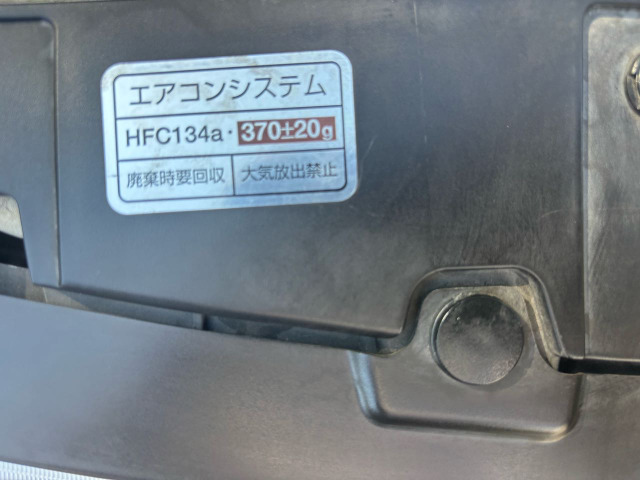 エアコンシステム
HFC134a・370±20g
廃棄時要回収 大気放出禁止